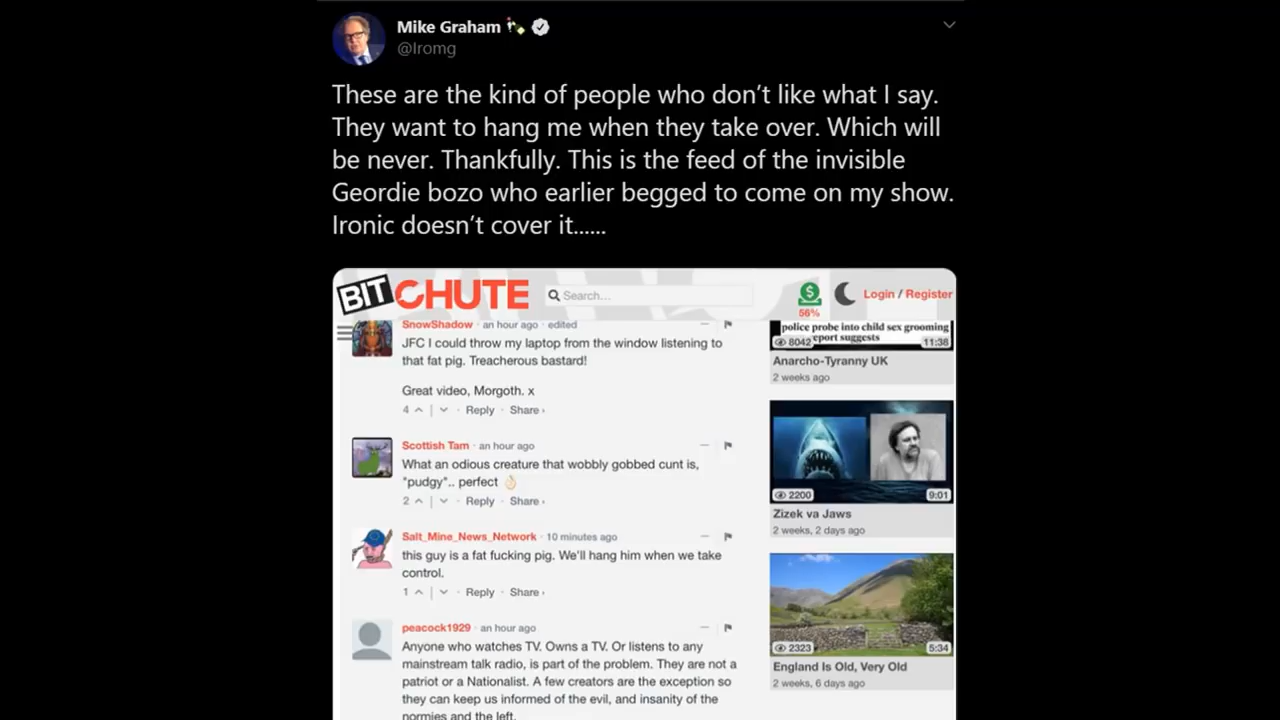 Mike Graham
@Iromg
These are the kind of people who don’t like what I say.
They want to hang me when they take over. Which will
be never. Thankfully. This is the feed of the invisible
Geordie bozo who earlier begged to come on my show.
Ironic doesn’t cover it......
BITCHUTE
Search...
56%
Login / Register
SnowShadow · an hour ago · edited
JFC I could throw my laptop from the window listening to
that fat pig. Treacherous bastard!
Great video, Morgoth. x
4 · Reply · Share ›
Scottish Tam · an hour ago
What an odious creature that wobbly gobbed cunt is,
"pudgy".. perfect 👌🏻
2 · Reply · Share ›
Salt_Mine_News_Network · 10 minutes ago
this guy is a fat fucking pig. We'll hang him when we take
control.
1 · Reply · Share ›
peacock1929 · an hour ago
Anyone who watches TV. Owns a TV. Or listens to any
mainstream talk radio, is part of the problem. They are not a
patriot or a Nationalist. A few creators are the exception so
they can keep us informed of the evil, and insanity of the
normies and the left.
police probe into child sex grooming
report suggests
8042
11:38
Anarcho-Tyranny UK
2 weeks ago
2200
9:01
Zizek va Jaws
2 weeks, 2 days ago
2323
5:34
England Is Old, Very Old
2 weeks, 6 days ago